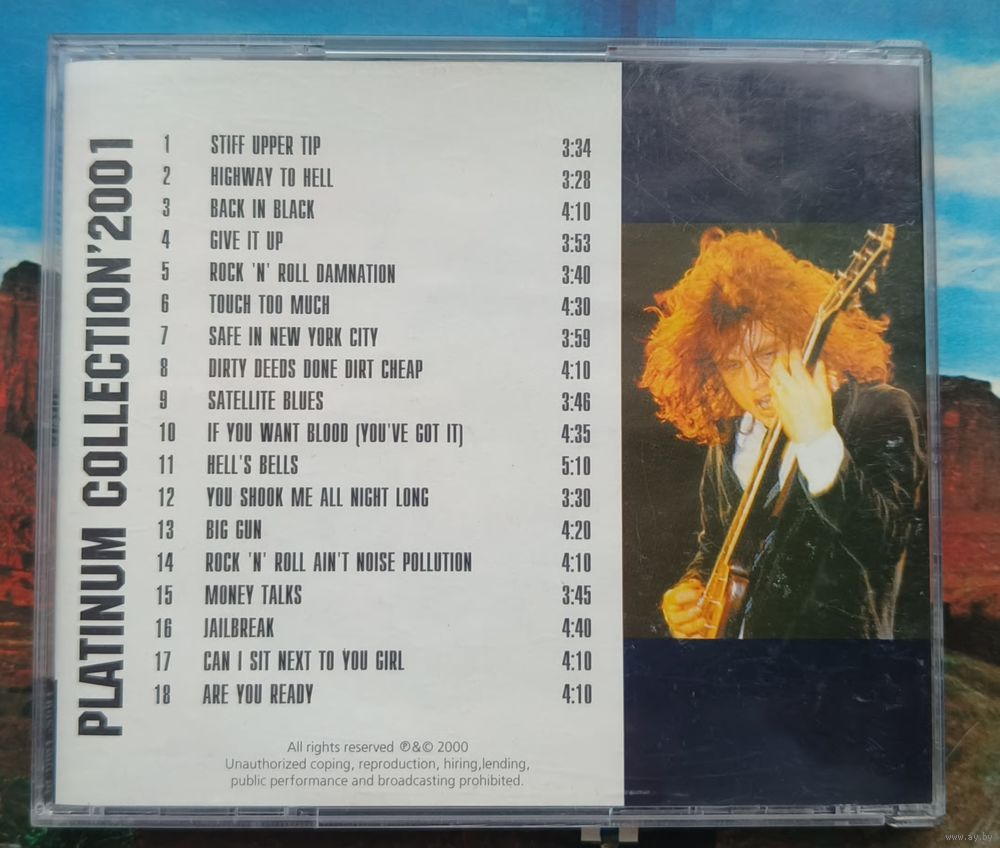 PLATINUM COLLECTION'2001
1 STIFF UPPER TIP 3:34
2 HIGHWAY TO HELL 3:28
3 BACK IN BLACK 4:10
4 GIVE IT UP 3:53
5 ROCK 'N' ROLL DAMNATION 3:40
6 TOUCH TOO MUCH 4:30
7 SAFE IN NEW YORK CITY 3:59
8 DIRTY DEEDS DONE DIRT CHEAP 4:10
9 SATELLITE BLUES 3:46
10 IF YOU WANT BLOOD (YOU'VE GOT IT) 4:35
11 HELL'S BELLS 5:10
12 YOU SHOOK ME ALL NIGHT LONG 3:30
13 BIG GUN 4:20
14 ROCK 'N' ROLL AIN'T NOISE POLLUTION 4:10
15 MONEY TALKS 3:45
16 JAILBREAK 4:40
17 CAN I SIT NEXT TO YOU GIRL 4:10
18 ARE YOU READY 4:10
All rights reserved ℗&© 2000
Unauthorized coping, reproduction, hiring,lending,
public performance and broadcasting prohibited.
www.ay.by